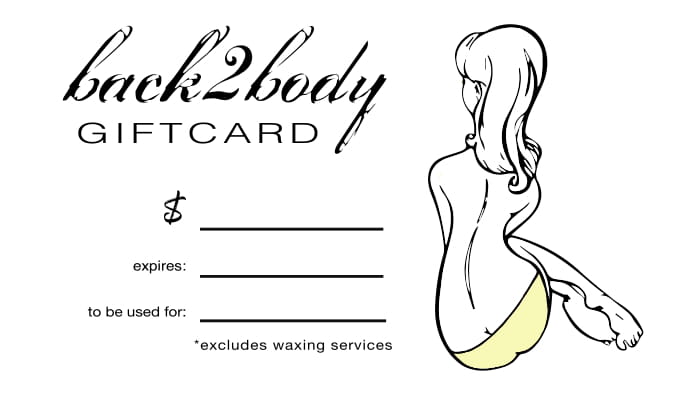 back2body
GIFTCARD
$
expires:
to be used for:
*excludes waxing services